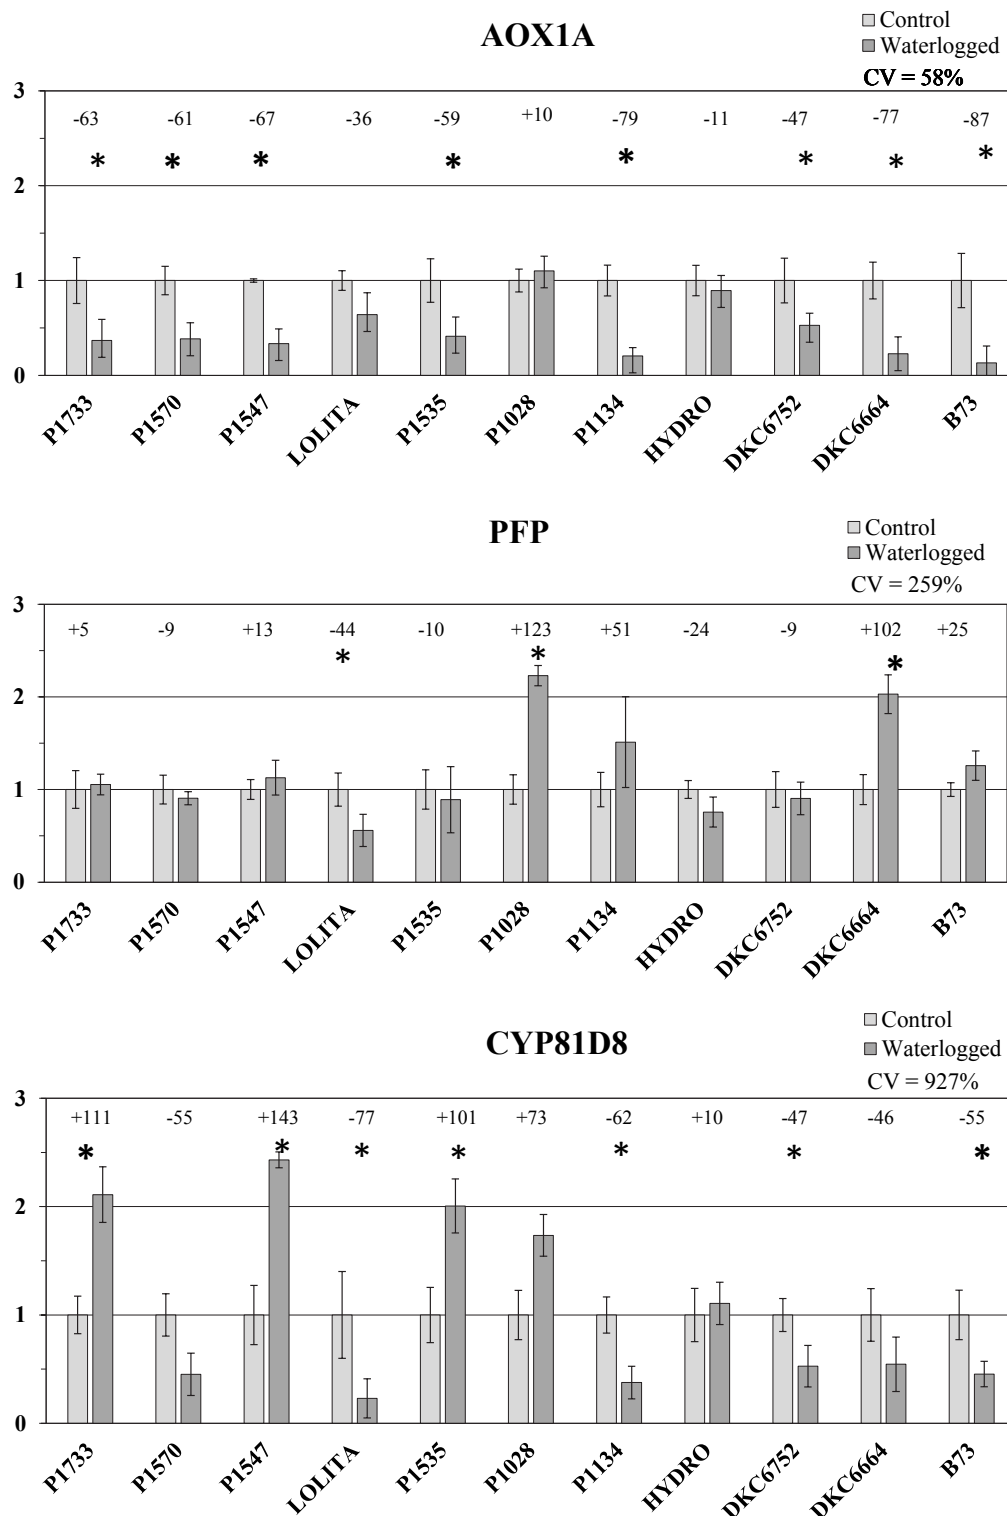 AOX1A
Control
Waterlogged
CV = 58%
3
-63 -61 -67 -36 -59 +10 -79 -11 -47 -77 -87
* * * * * * * *
2
1
0
P1733 P1570 P1547 LOLITA P1535 P1028 P1134 HYDRO DKC6752 DKC6664 B73
PFP
Control
Waterlogged
CV = 259%
3
+5 -9 +13 -44 -10 +123 +51 -24 -9 +102 +25
* * *
2
1
0
P1733 P1570 P1547 LOLITA P1535 P1028 P1134 HYDRO DKC6752 DKC6664 B73
CYP81D8
Control
Waterlogged
CV = 927%
3
+111 -55 +143 -77 +101 +73 -62 +10 -47 -46 -55
* * * * * * *
2
1
0
P1733 P1570 P1547 LOLITA P1535 P1028 P1134 HYDRO DKC6752 DKC6664 B73